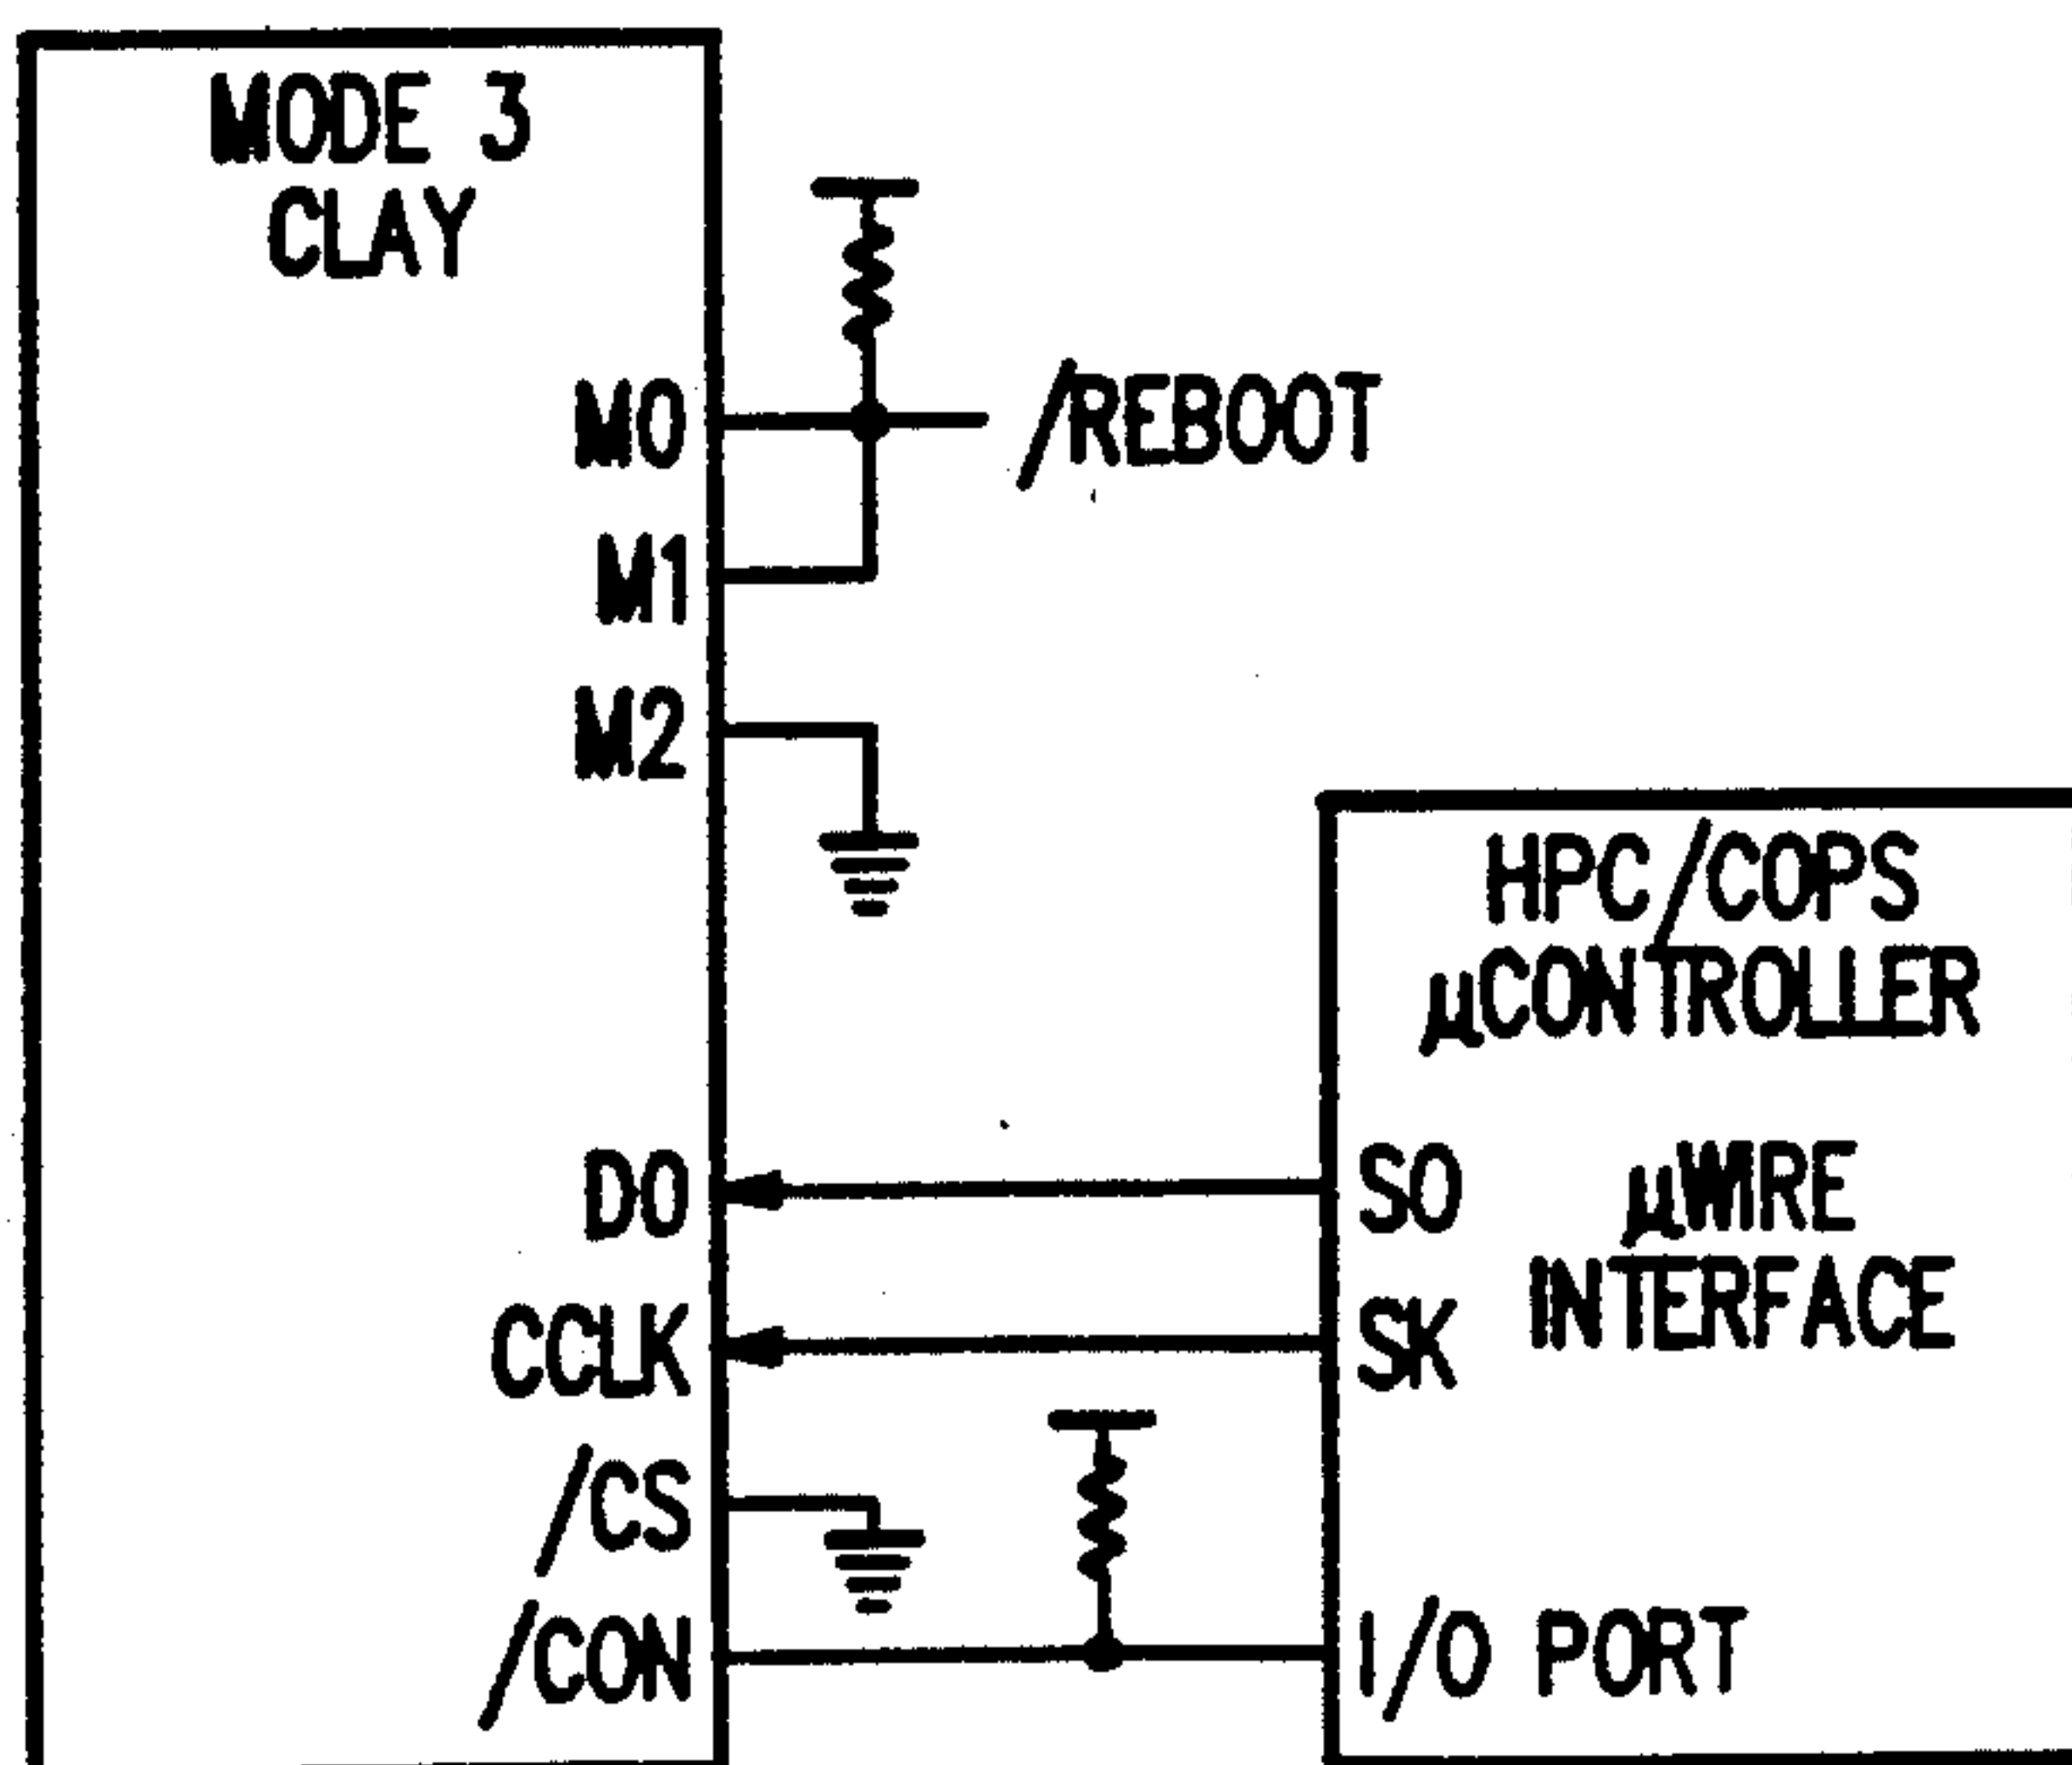 MODE 3
CLAY
M0
/REBOOT
M1
M2
HPC/COPS
μCONTROLLER
D0
SO
μWIRE
INTERFACE
CCLK
SK
/CS
/CON
I/O PORT